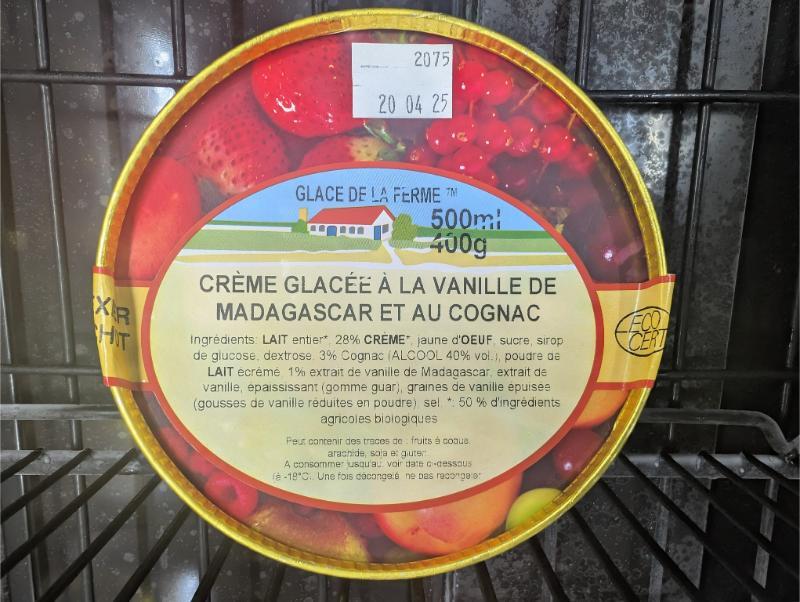 2075
20 04 25
GLACE DE LA FERME ™
500ml
400g
CRÈME GLACÉE À LA VANILLE DE
MADAGASCAR ET AU COGNAC
Ingrédients: LAIT entier*, 28% CRÈME*, jaune d'OEUF, sucre, sirop
de glucose, dextrose, 3% Cognac (ALCOOL 40% vol.), poudre de
LAIT écrémé, 1% extrait de vanille de Madagascar, extrait de
vanille, épaississant (gomme guar), graines de vanille épuisée
(gousses de vanille réduites en poudre), sel. *: 50 % d'ingrédients
agricoles biologiques
Peut contenir des traces de : fruits à coque,
arachide, soja et gluten
A consommer jusqu'au: voir date ci-dessous
(à -18°C). Une fois décongelé, ne pas recongeler
ECO
CERT